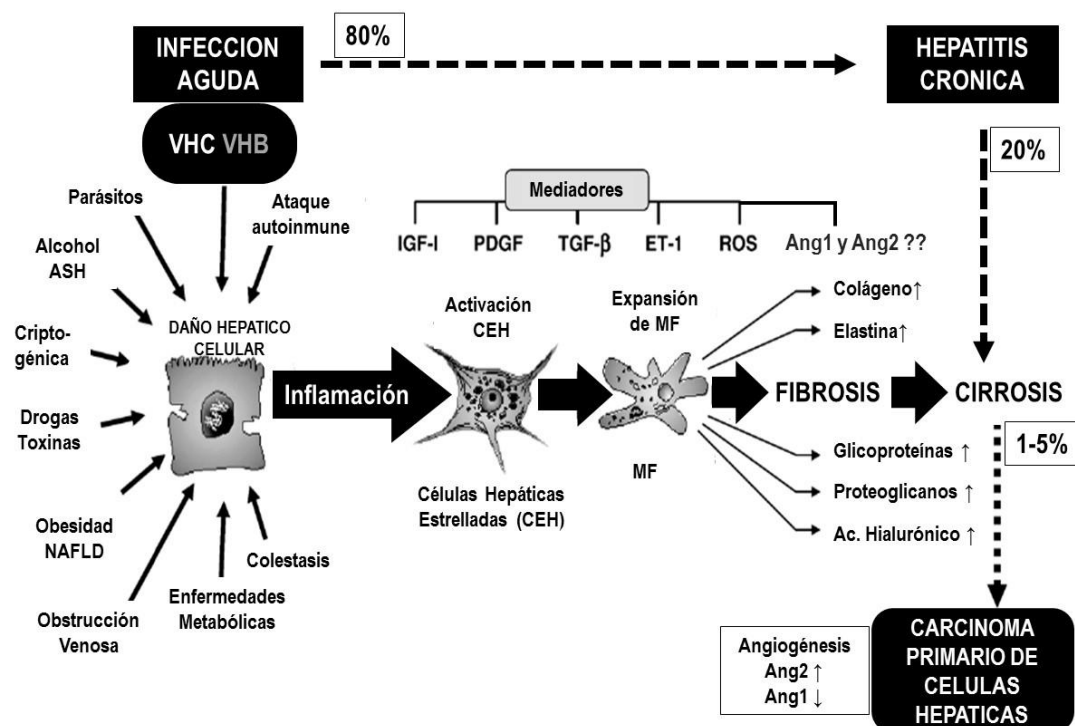 INFECCION
AGUDA
80%
HEPATITIS
CRONICA
VHC VHB
20%
Parásitos
Ataque
autoinmune
Mediadores
IGF-I
PDGF
TGF-β
ET-1
ROS
Ang1 y Ang2 ??
Alcohol
ASH
Cripto-
génica
Drogas
Toxinas
Obesidad
NAFLD
Obstrucción
Venosa
Enfermedades
Metabólicas
Colestasis
DAÑO HEPATICO
CELULAR
Inflamación
Activación
CEH
Células Hepáticas
Estrelladas (CEH)
Expansión
de MF
MF
Colágeno↑
Elastina↑
FIBROSIS
CIRROSIS
Glicoproteínas ↑
Proteoglicanos ↑
Ac. Hialurónico ↑
1-5%
Angiogénesis
Ang2 ↑
Ang1 ↓
CARCINOMA
PRIMARIO DE
CELULAS
HEPATICAS